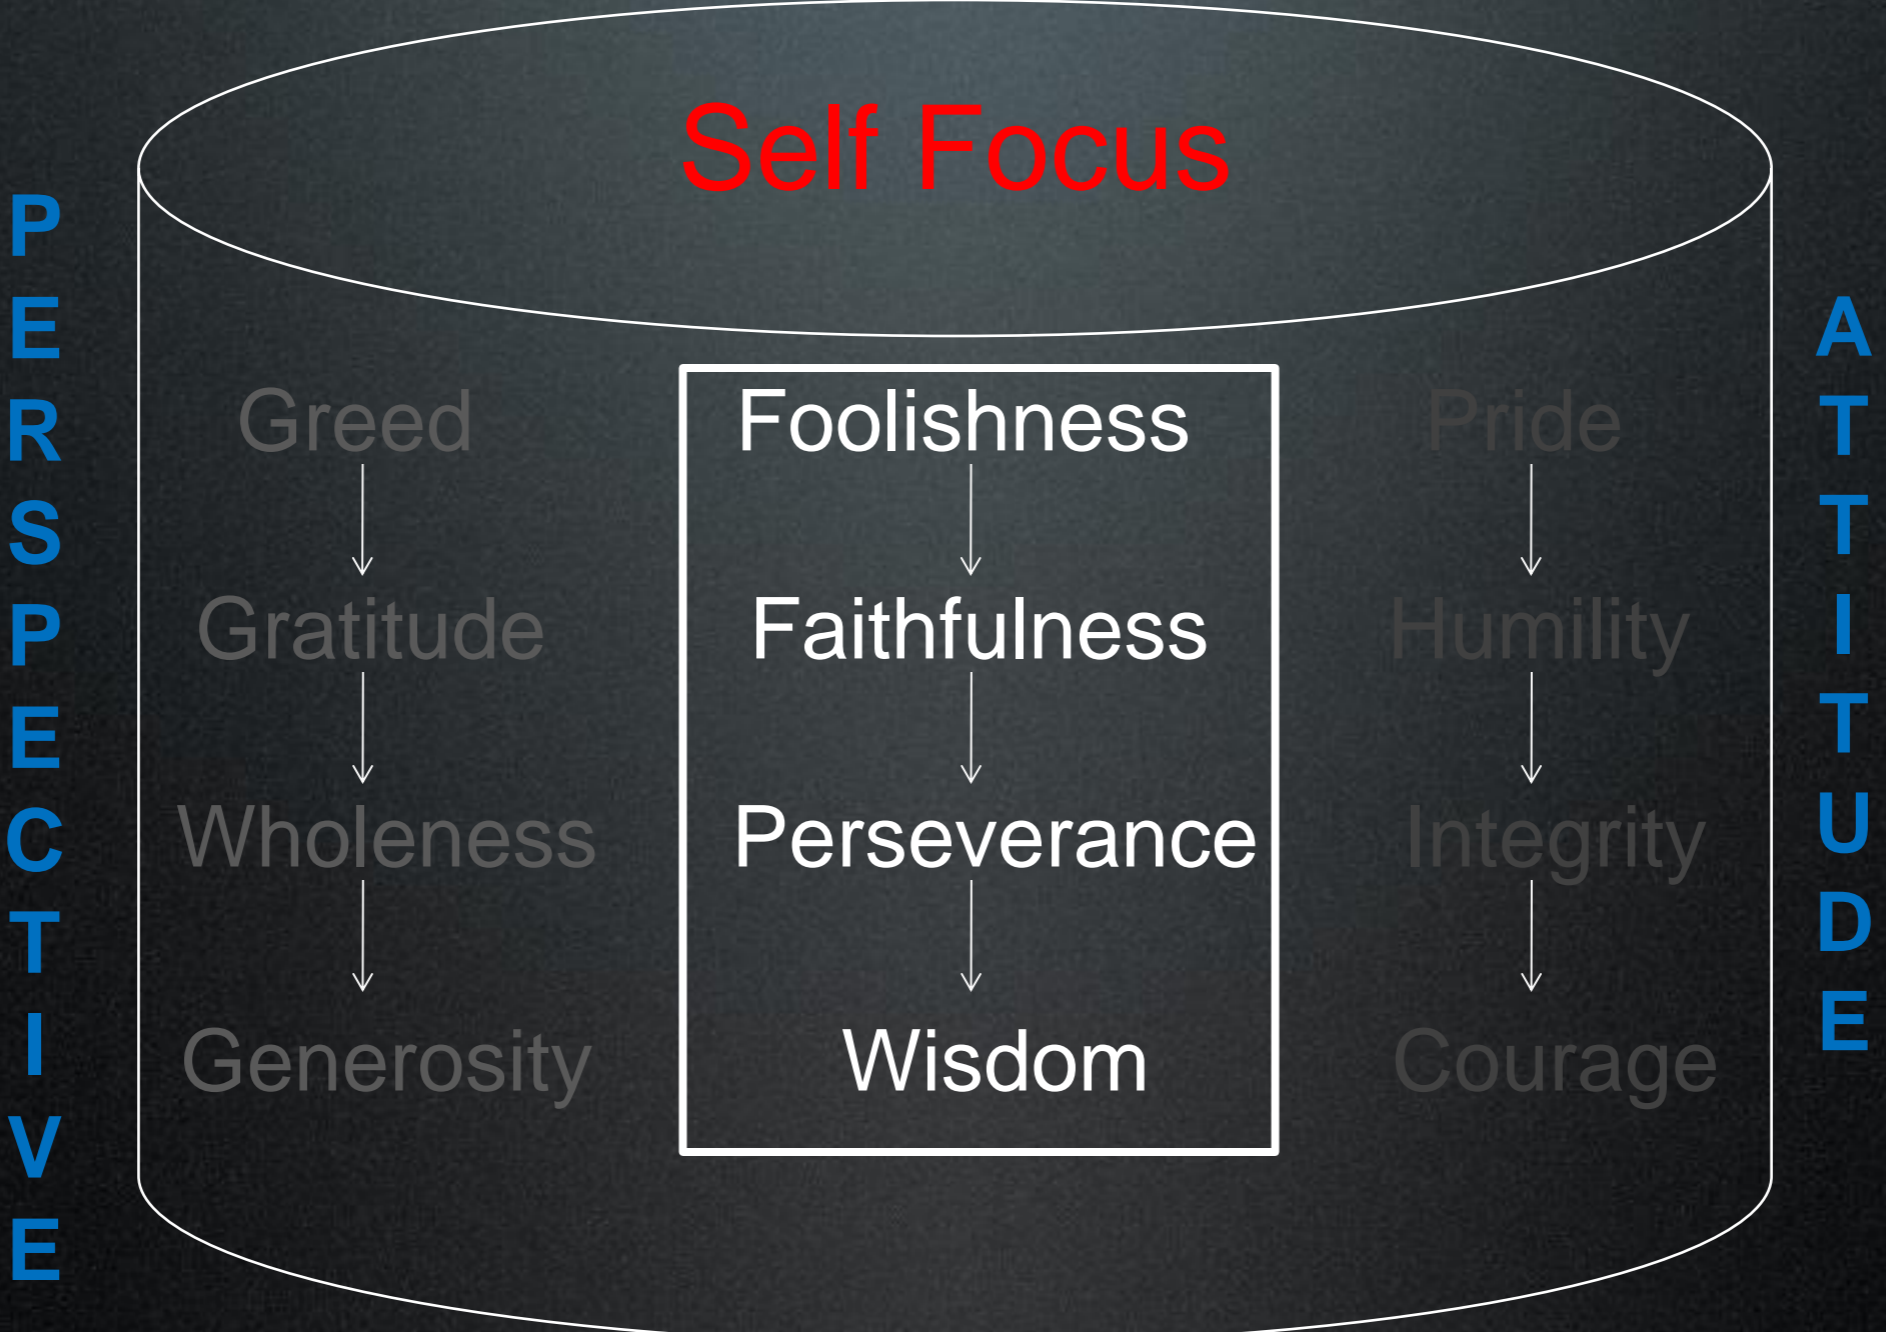 Self Focus
PERSPECTIVE
Greed
Gratitude
Wholeness
Generosity
Foolishness
Faithfulness
Perseverance
Wisdom
Pride
Humility
Integrity
Courage
ATTITUDE